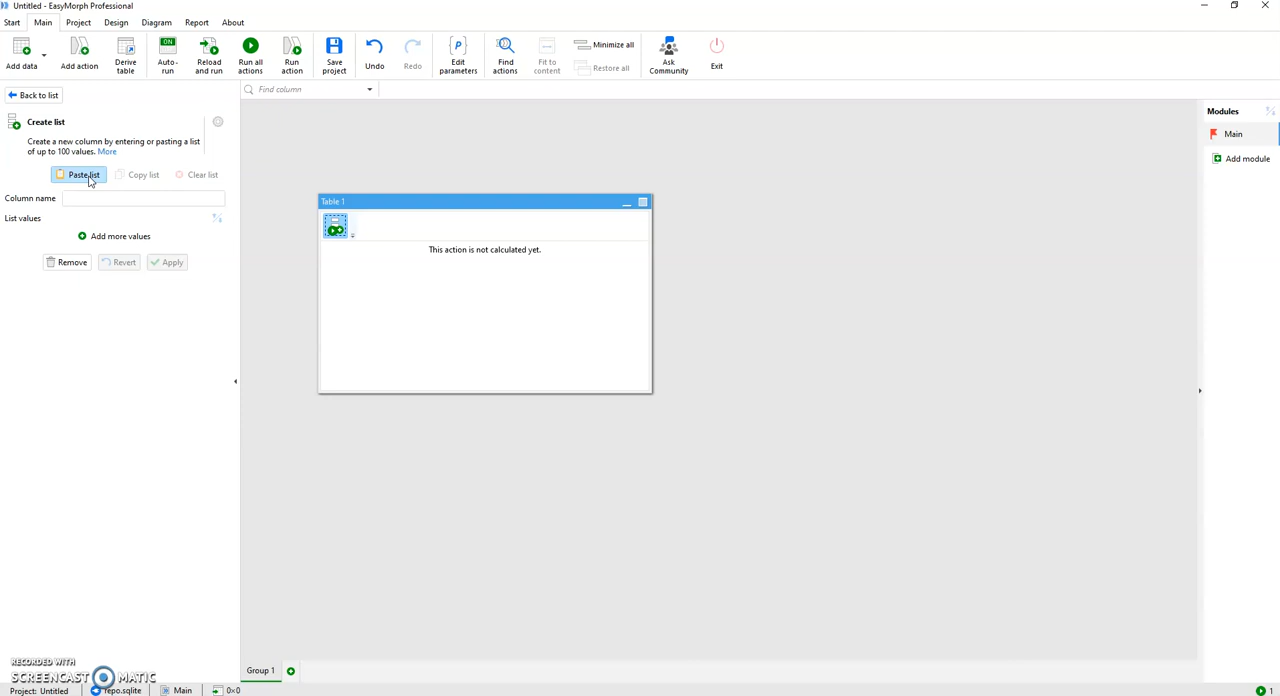 Untitled - EasyMorph Professional
Start Main Project Design Diagram Report About
Add data
Add action
Derive table
ON
Auto-run
Reload and run
Run all actions
Run action
Save project
Undo
Redo
Edit parameters
Find actions
Fit to content
Minimize all
Restore all
Ask Community
Exit
Back to list
Find column
Create list
Create a new column by entering or pasting a list
of up to 100 values. More
Paste list Copy list Clear list
Column name
List values
Add more values
Remove Revert Apply
Table 1
This action is not calculated yet.
Modules
Main
Add module
Group 1
RECORDED WITH
SCREENCAST MATIC
Project: Untitled repo.sqlite Main 0×0 1